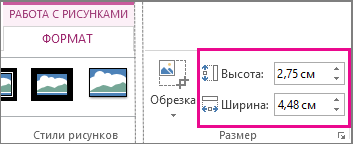 РАБОТА С РИСУНКАМИ
ФОРМАТ
Стили рисунков
Обрезка
Высота: 2,75 см
Ширина: 4,48 см
Размер